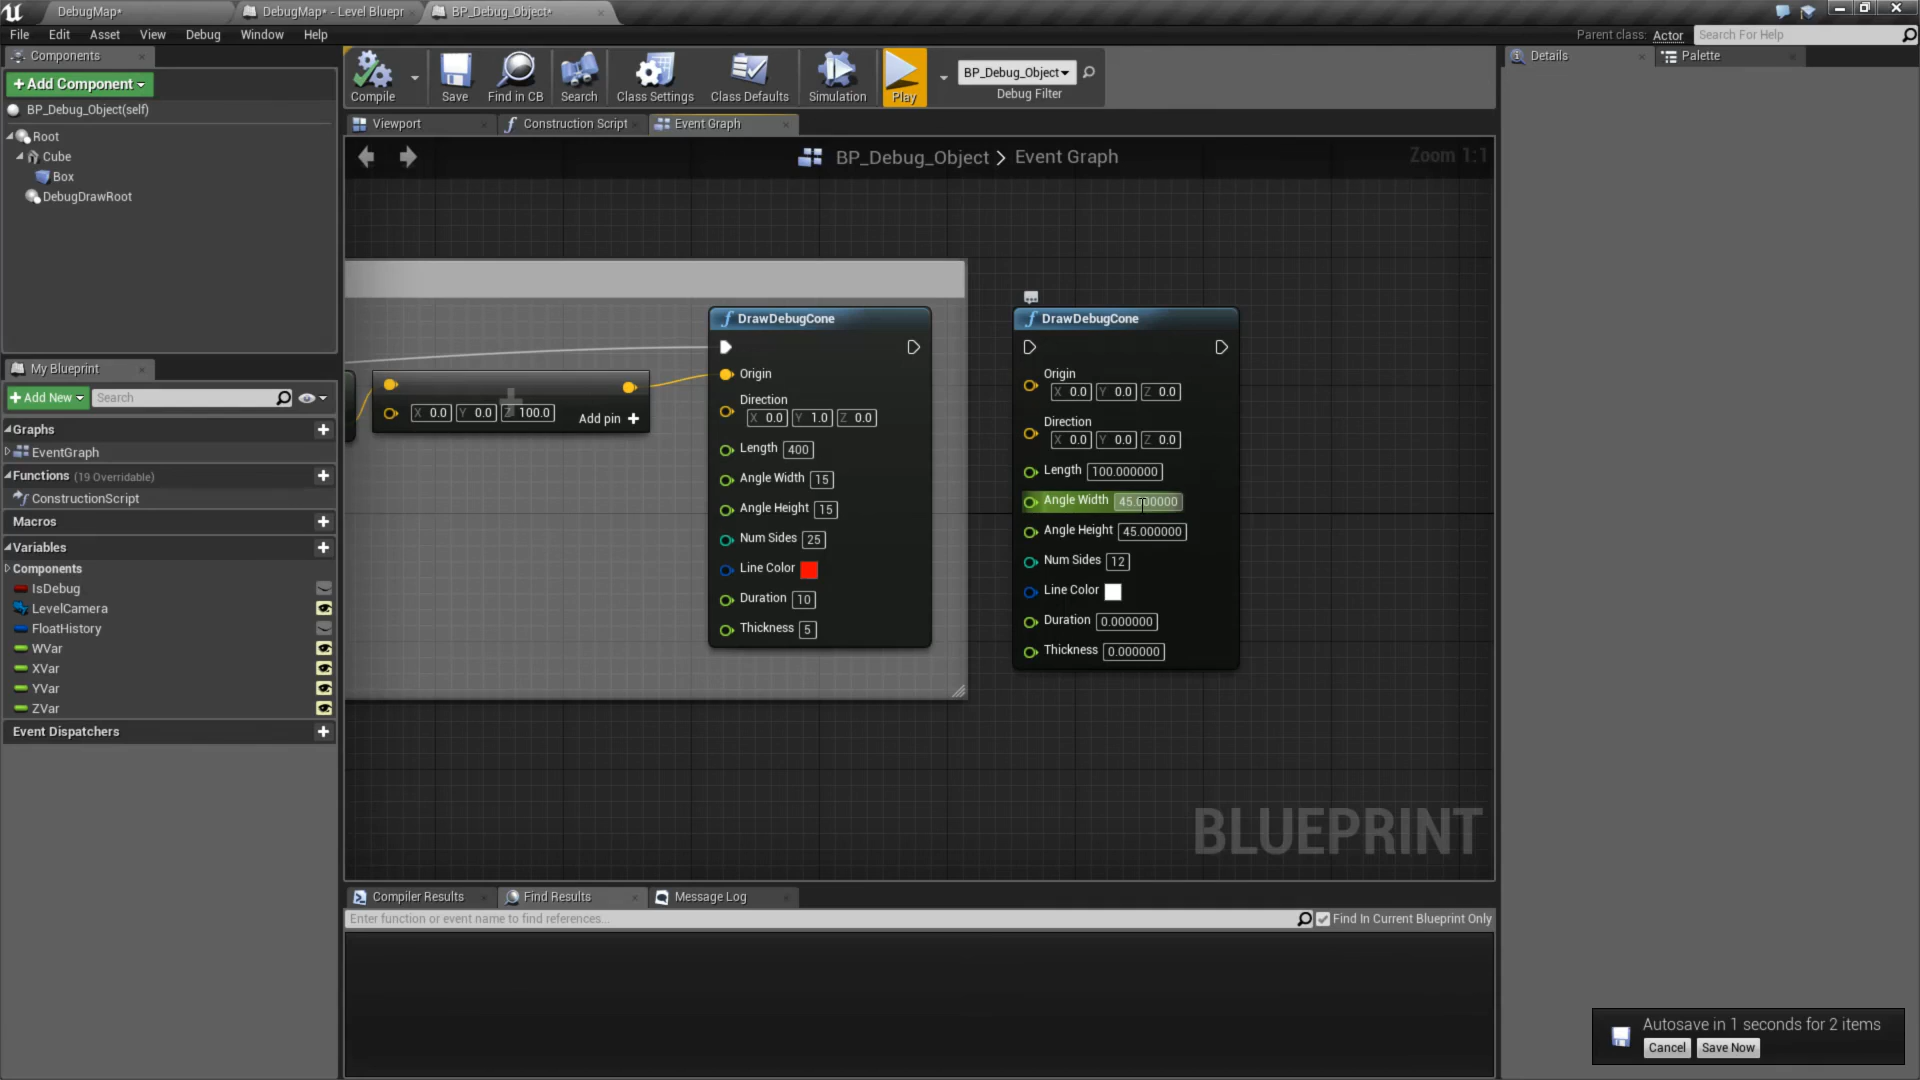 DebugMap*
DebugMap* - Level Bluepr
BP_Debug_Object*
File Edit Asset View Debug Window Help
Parent class: Actor
Search For Help
Components
+ Add Component
BP_Debug_Object(self)
Root
Cube
Box
DebugDrawRoot
Compile
Save
Find in CB
Search
Class Settings
Class Defaults
Simulation
Play
BP_Debug_Object
Debug Filter
Details
Palette
Viewport
Construction Script
Event Graph
BP_Debug_Object > Event Graph
Zoom 1:1
My Blueprint
+ Add New
Search
Graphs
EventGraph
Functions (19 Overridable)
ConstructionScript
Macros
Variables
Components
IsDebug
LevelCamera
FloatHistory
WVar
XVar
YVar
ZVar
Event Dispatchers
X 0.0 Y 0.0 Z 100.0
Add pin +
DrawDebugCone
Origin
Direction
X 0.0 Y 1.0 Z 0.0
Length 400
Angle Width 15
Angle Height 15
Num Sides 25
Line Color
Duration 10
Thickness 5
DrawDebugCone
Origin
X 0.0 Y 0.0 Z 0.0
Direction
X 0.0 Y 0.0 Z 0.0
Length 100.000000
Angle Width 45.000000
Angle Height 45.000000
Num Sides 12
Line Color
Duration 0.000000
Thickness 0.000000
BLUEPRINT
Compiler Results
Find Results
Message Log
Enter function or event name to find references...
Find In Current Blueprint Only
Autosave in 1 seconds for 2 items
Cancel
Save Now